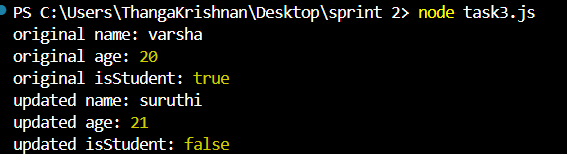 PS C:\Users\ThangaKrishnan\Desktop\sprint 2> node task3.js
original name: varsha
original age: 20
original isStudent: true
updated name: suruthi
updated age: 21
updated isStudent: false